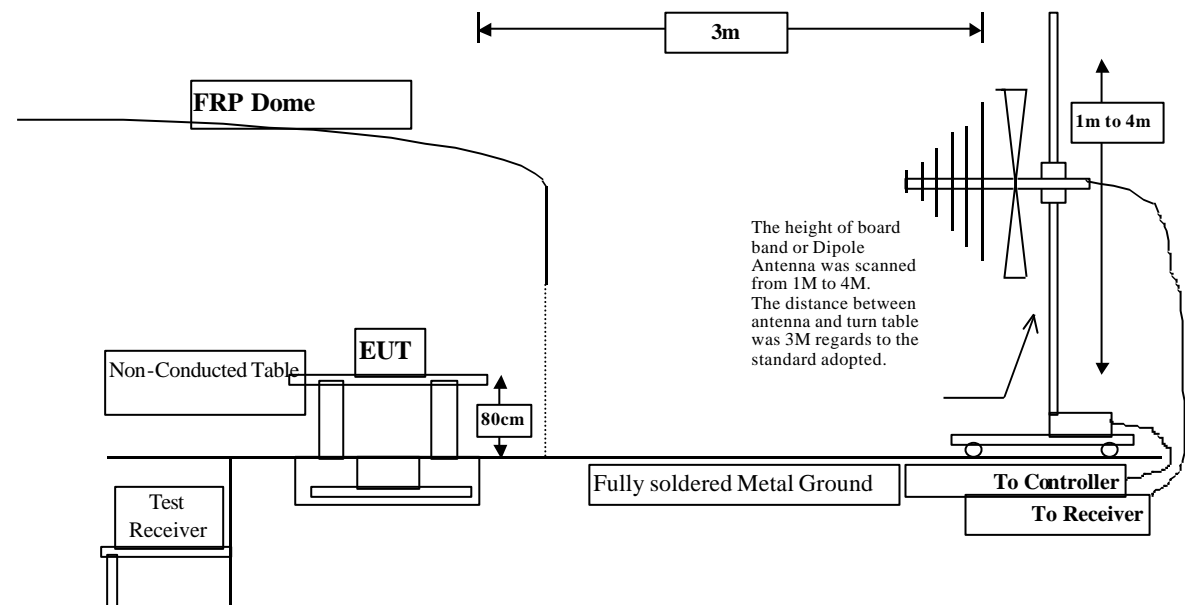 3m
FRP Dome
1m to 4m
The height of board
band or Dipole
Antenna was scanned
from 1M to 4M.
The distance between
antenna and turn table
was 3M regards to the
standard adopted.
EUT
Non-Conducted Table
80cm
Fully soldered Metal Ground
To Controller
To Receiver
Test
Receiver